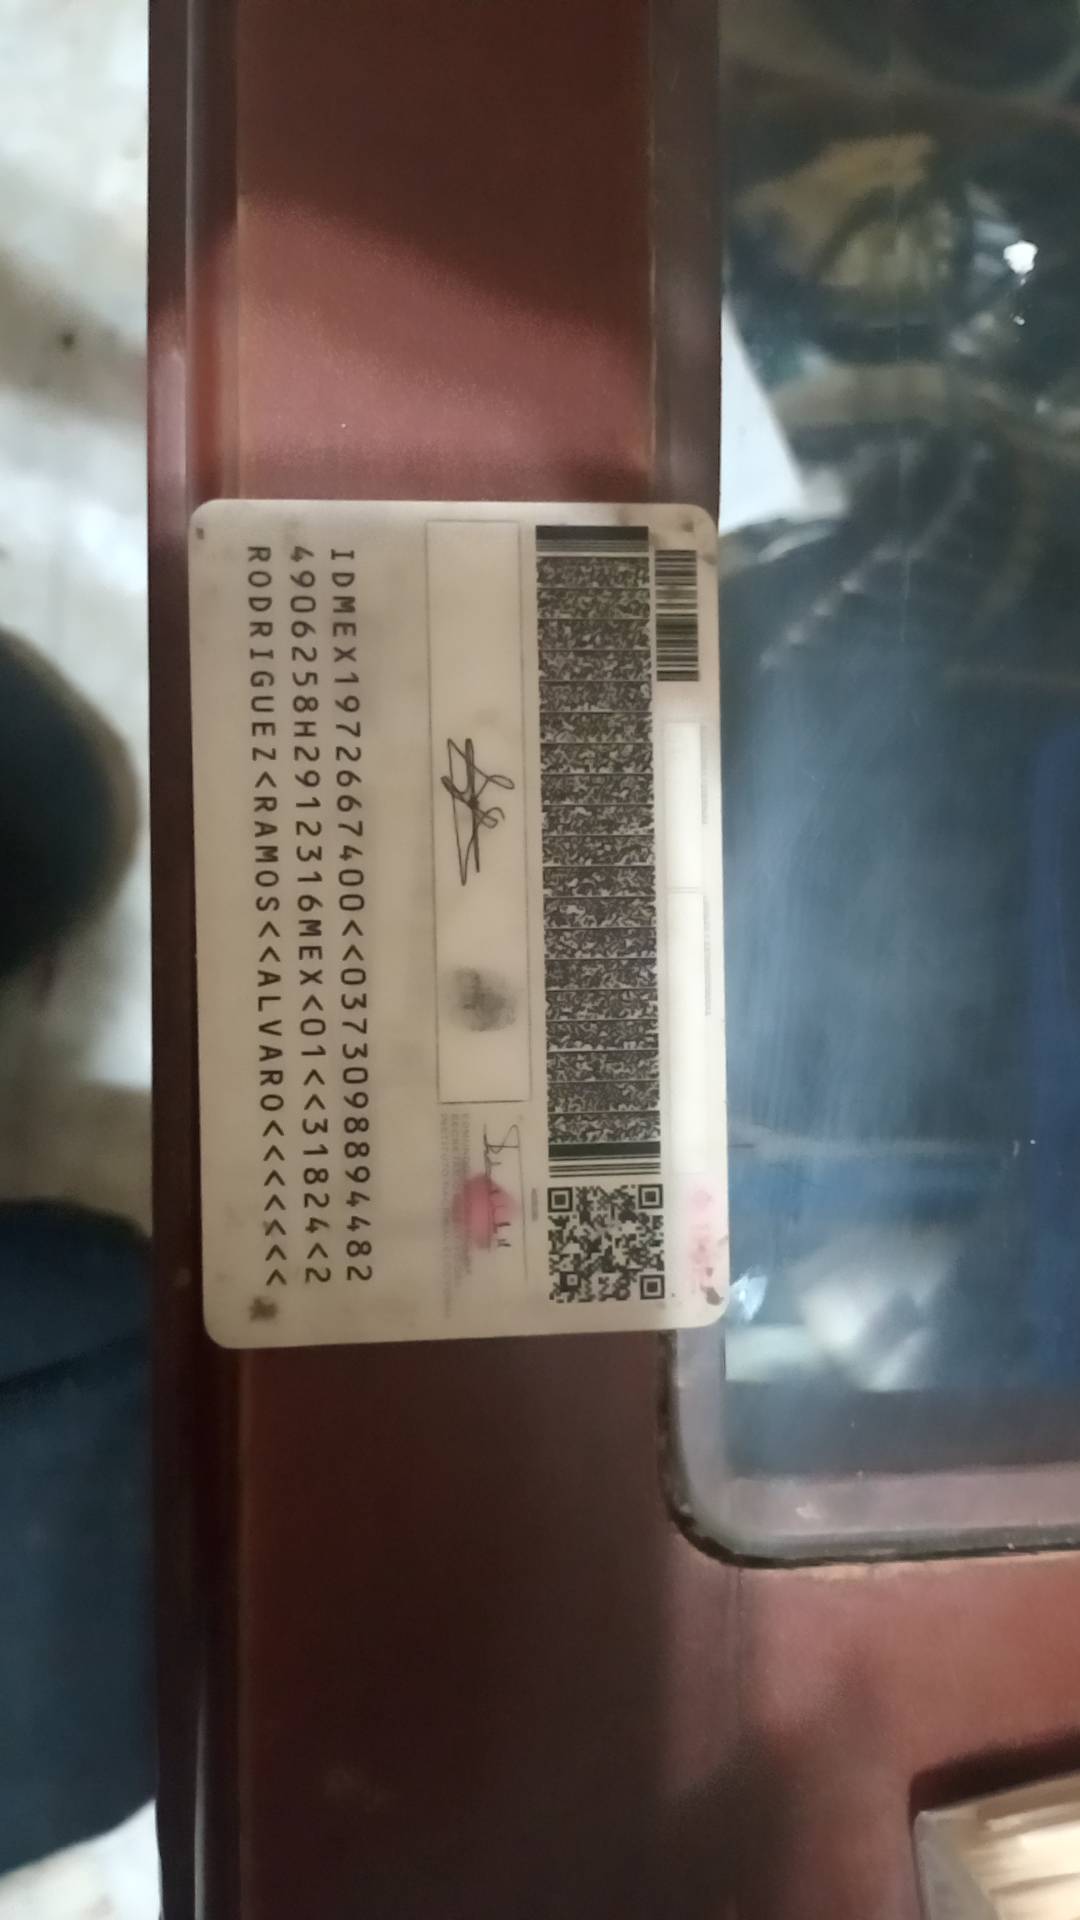 IDMEX1972667400<<0373098894482
4906258H2912316MEX<01<<31824<2
RODRIGUEZ<RAMOS<<ALVARO<<<<<<<